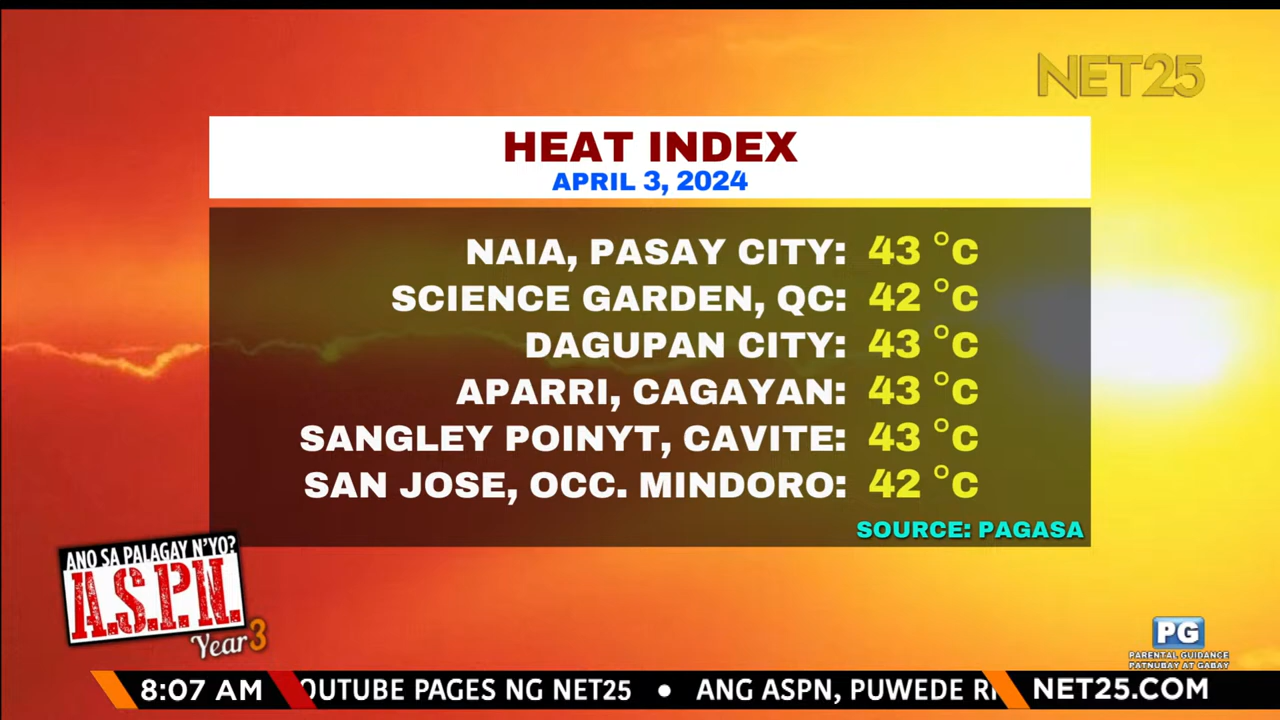 NET25
HEAT INDEX
APRIL 3, 2024
NAIA, PASAY CITY: 43 °C
SCIENCE GARDEN, QC: 42 °C
DAGUPAN CITY: 43 °C
APARRI, CAGAYAN: 43 °C
SANGLEY POINYT, CAVITE: 43 °C
SAN JOSE, OCC. MINDORO: 42 °C
SOURCE: PAGASA
ANO SA PALAGAY N'YO?
A.S.P.N.
Year 3
PG
PARENTAL GUIDANCE
PATNUBAY AT GABAY
8:07 AM OUTUBE PAGES NG NET25 • ANG ASPN, PUWEDE RI NET25.COM